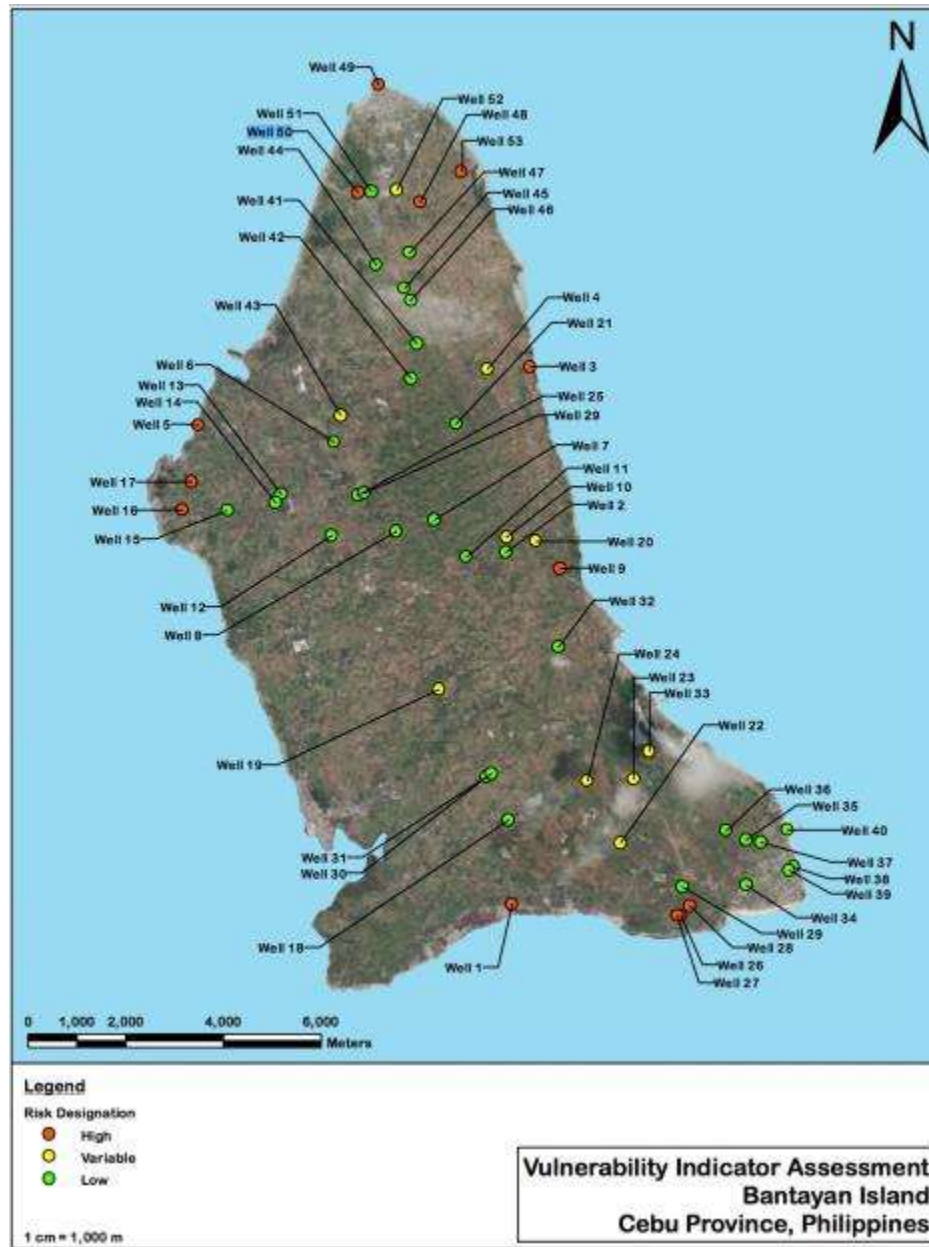 N
Well 49
Well 52
Well 51
Well 48
Well 50
Well 53
Well 44
Well 47
Well 45
Well 41
Well 46
Well 42
Well 4
Well 43
Well 21
Well 6
Well 3
Well 13
Well 25
Well 14
Well 29
Well 5
Well 7
Well 11
Well 17
Well 10
Well 2
Well 16
Well 15
Well 20
Well 9
Well 12
Well 32
Well 8
Well 24
Well 23
Well 33
Well 22
Well 19
Well 36
Well 35
Well 40
Well 31
Well 37
Well 30
Well 38
Well 39
Well 34
Well 18
Well 29
Well 28
Well 1
Well 26
Well 27
0 1,000 2,000 4,000 6,000
Meters
Legend
Risk Designation
High
Variable
Low
1 cm = 1,000 m
Vulnerability Indicator Assessment
Bantayan Island
Cebu Province, Philippines